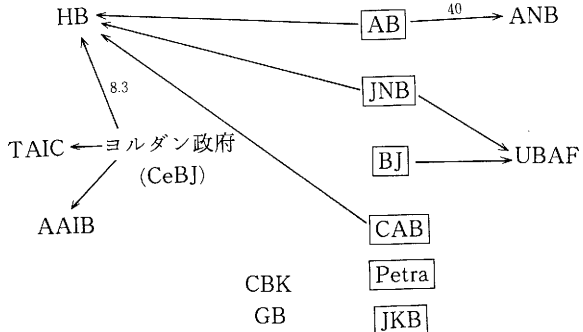 HB AB 40 ANB
8.3 JNB
TAIC ヨルダン政府 BJ UBAF
(CeBJ)
AAIB CAB
CBK Petra
GB JKB